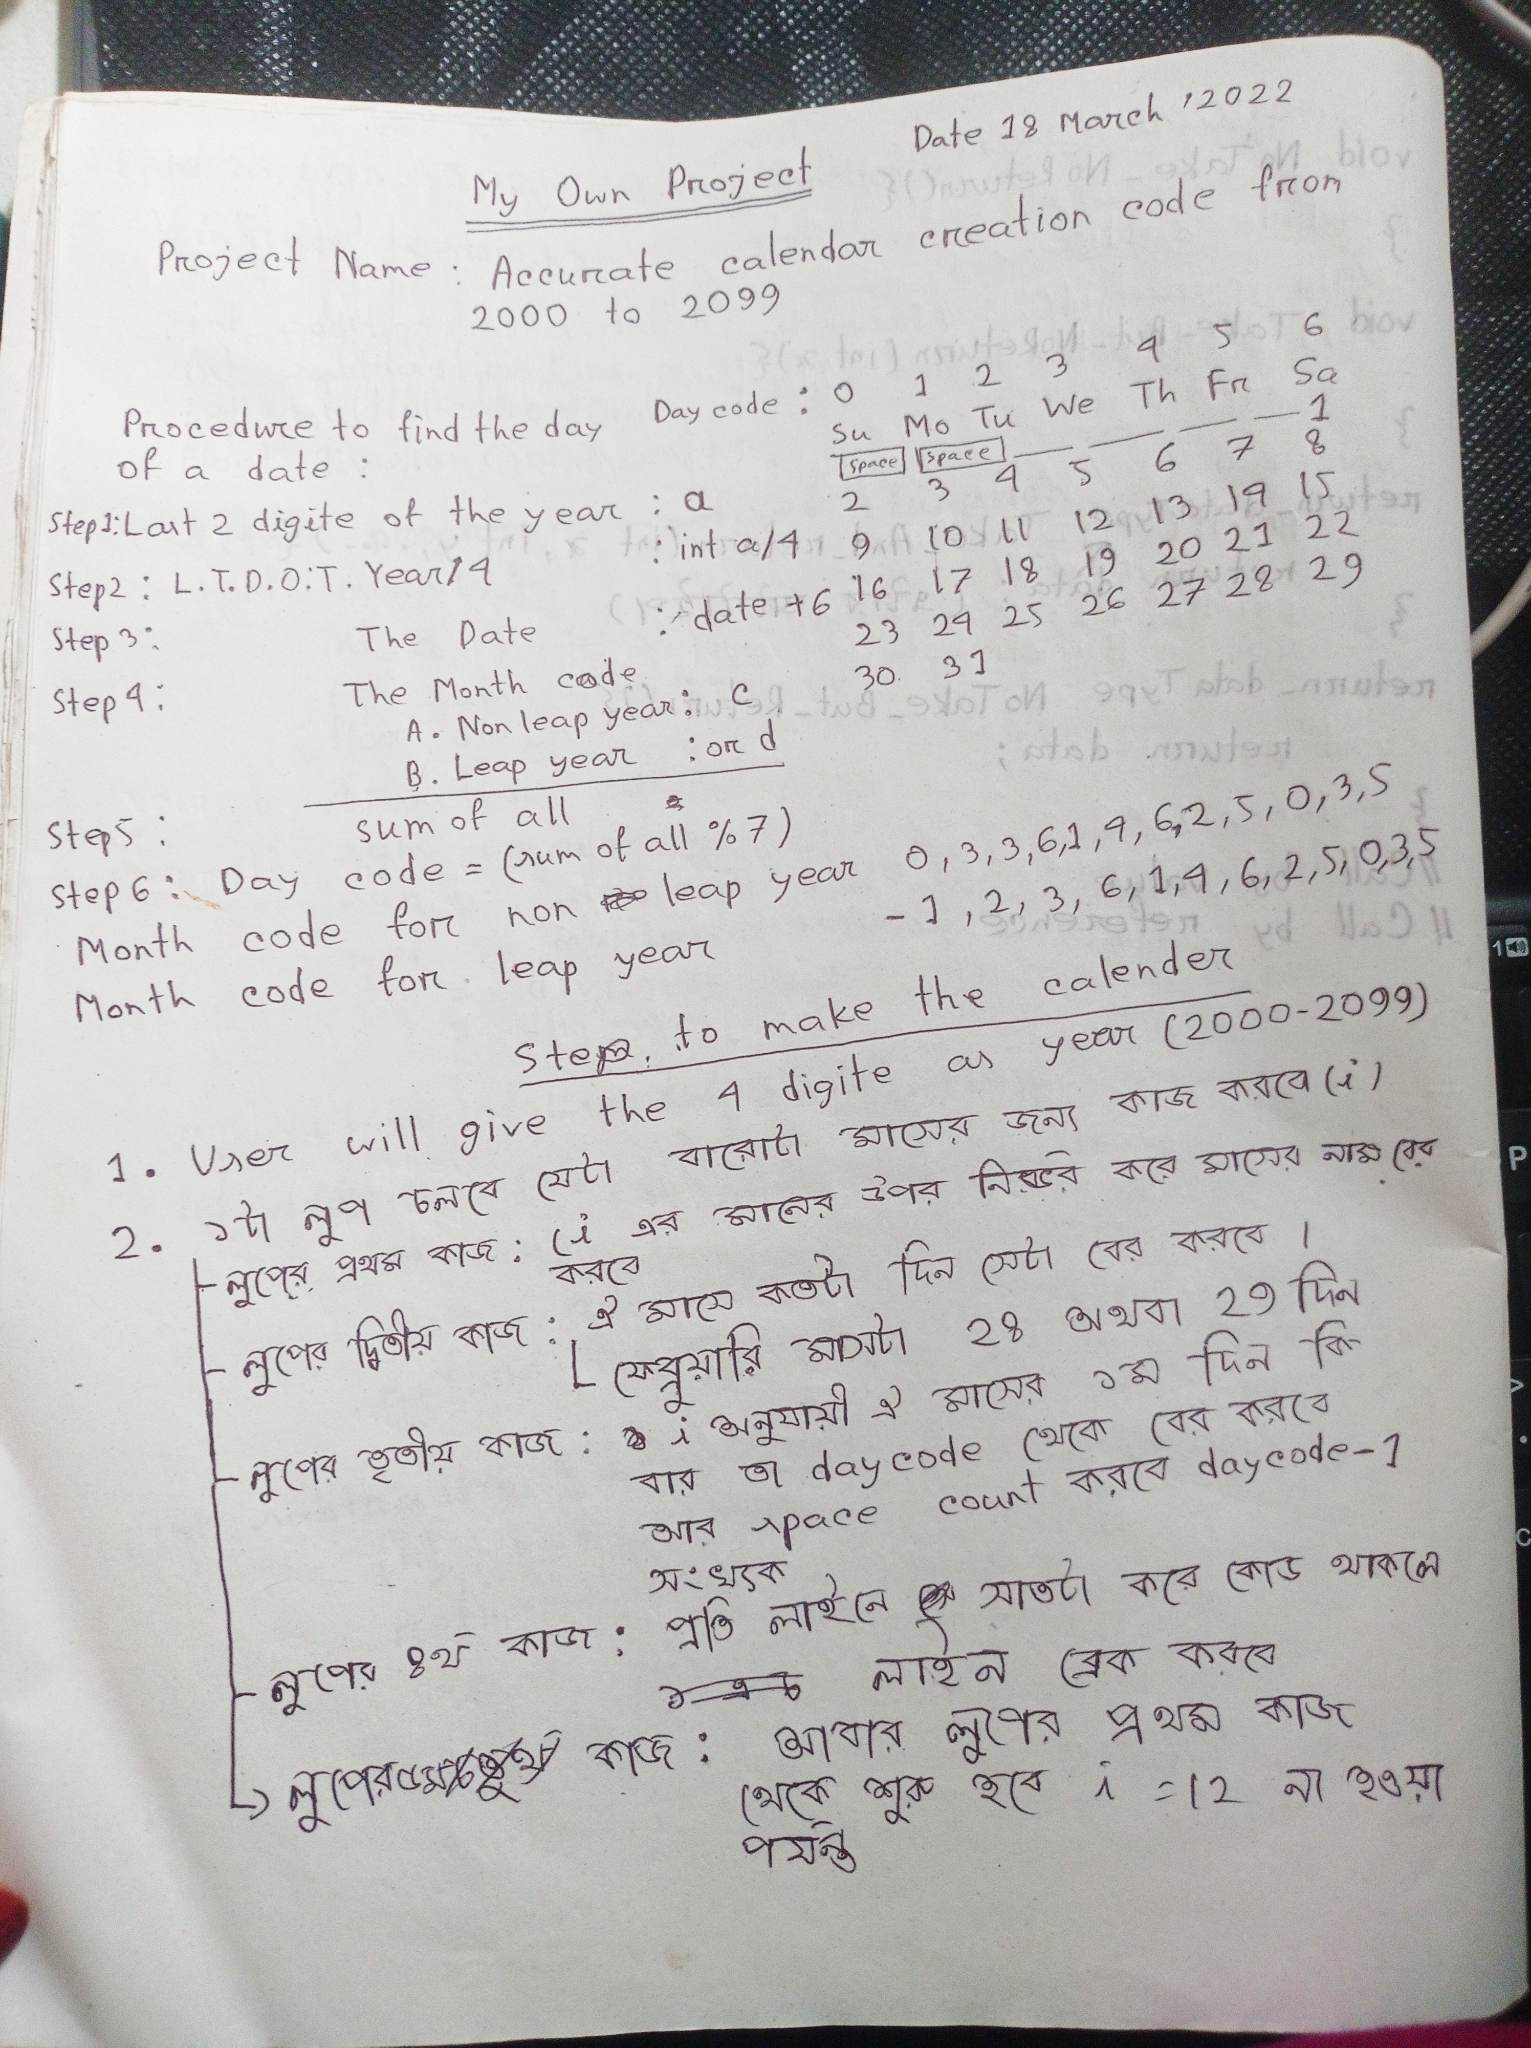 Date 18 March '2022
My Own Project
Project Name : Accurate calendar creation code from
2000 to 2099
Procedure to find the day
of a date :
Day code : 0 1 2 3 4 5 6
Su Mo Tu We Th Fr Sa
Space Space — — — — 1
2 3 4 5 6 7 8
9 10 11 12 13 14 15
16 17 18 19 20 21 22
23 24 25 26 27 28 29
30. 31
Step1: Last 2 digite of the year : a
Step2 : L.T.D.O.T. Year/4 : int a/4
Step 3 : The Date : date + 6
Step 4 : The Month code
A. Non leap year : c
B. Leap year : or d
Step5 : sum of all
Step 6 : Day code = (sum of all % 7)
Month code for non leap year 0, 3, 3, 6, 1, 4, 6, 2, 5, 0, 3, 5
Month code for leap year -1, 2, 3, 6, 1, 4, 6, 2, 5, 0, 3, 5
Step to make the calender
1. User will give the 4 digite as year (2000-2099)
2. ১টা লুপ চলবে যেটা বারোটা মাসের জন্য কাজ করবে (i)
লুপের প্রথম কাজ : (i এর মানের উপর নির্ভর করে মাসের নাম বের
করবে
লুপের দ্বিতীয় কাজ : ঐ মাসে কতটা দিন সেটা বের করবে ।
ফেব্রুয়ারি মাসটা 28 অথবা 29 দিন
লুপের তৃতীয় কাজ : i অনুযায়ী ঐ মাসের ১ম দিন কি
বার তা daycode থেকে বের করবে
আর space count করবে daycode-1
সংখ্যক
লুপের ৪র্থ কাজ : প্রতি লাইনে সাতটা করে কোড থাকলে
লাইন ব্রেক করবে
লুপের ৫ম কাজ : আবার লুপের প্রথম কাজ
থেকে শুরু হবে i = 12 না হওয়া
পর্যন্ত